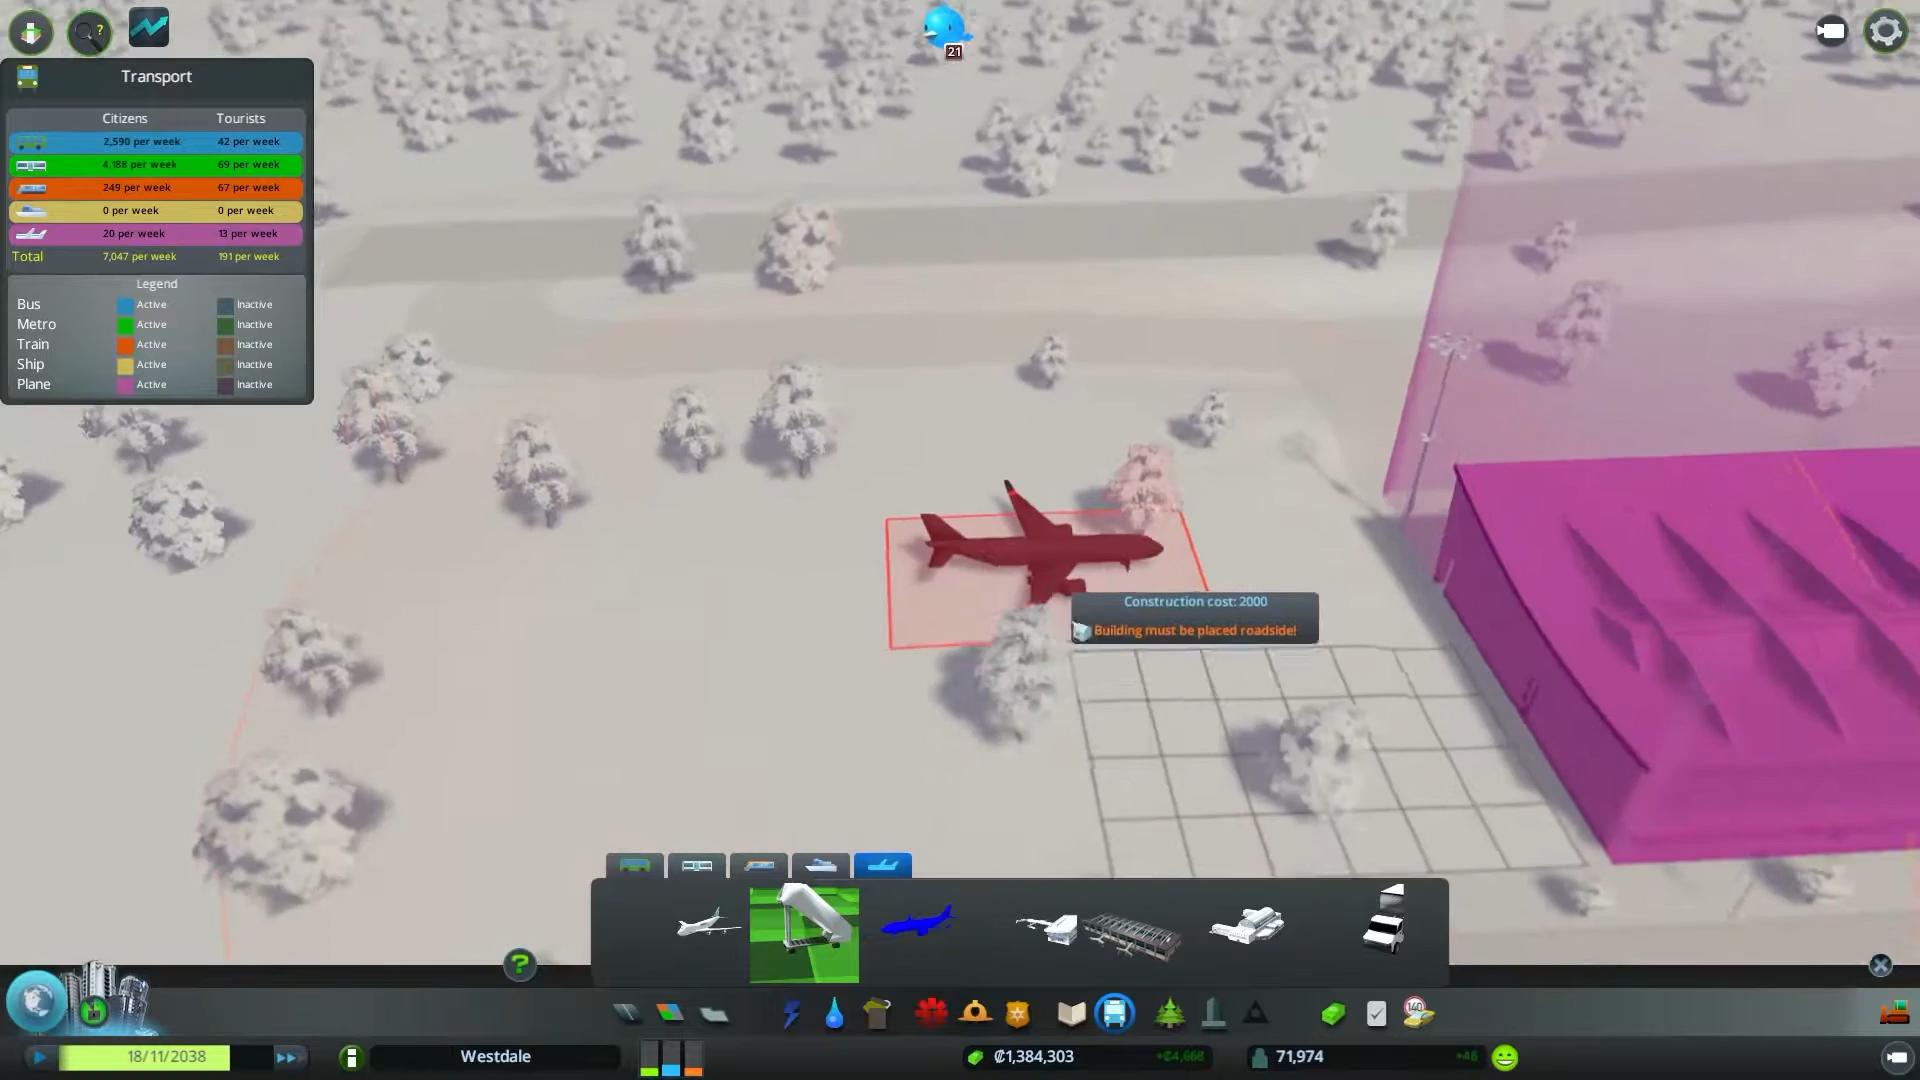 21
Transport
Citizens Tourists
2,590 per week 42 per week
4,188 per week 69 per week
249 per week 67 per week
0 per week 0 per week
20 per week 13 per week
Total 7,047 per week 191 per week
Legend
Bus Active Inactive
Metro Active Inactive
Train Active Inactive
Ship Active Inactive
Plane Active Inactive
Construction cost: 2000
Building must be placed roadside!
?
140
18/11/2038
Westdale
₡1,384,303 +₡4,668
71,974 +46